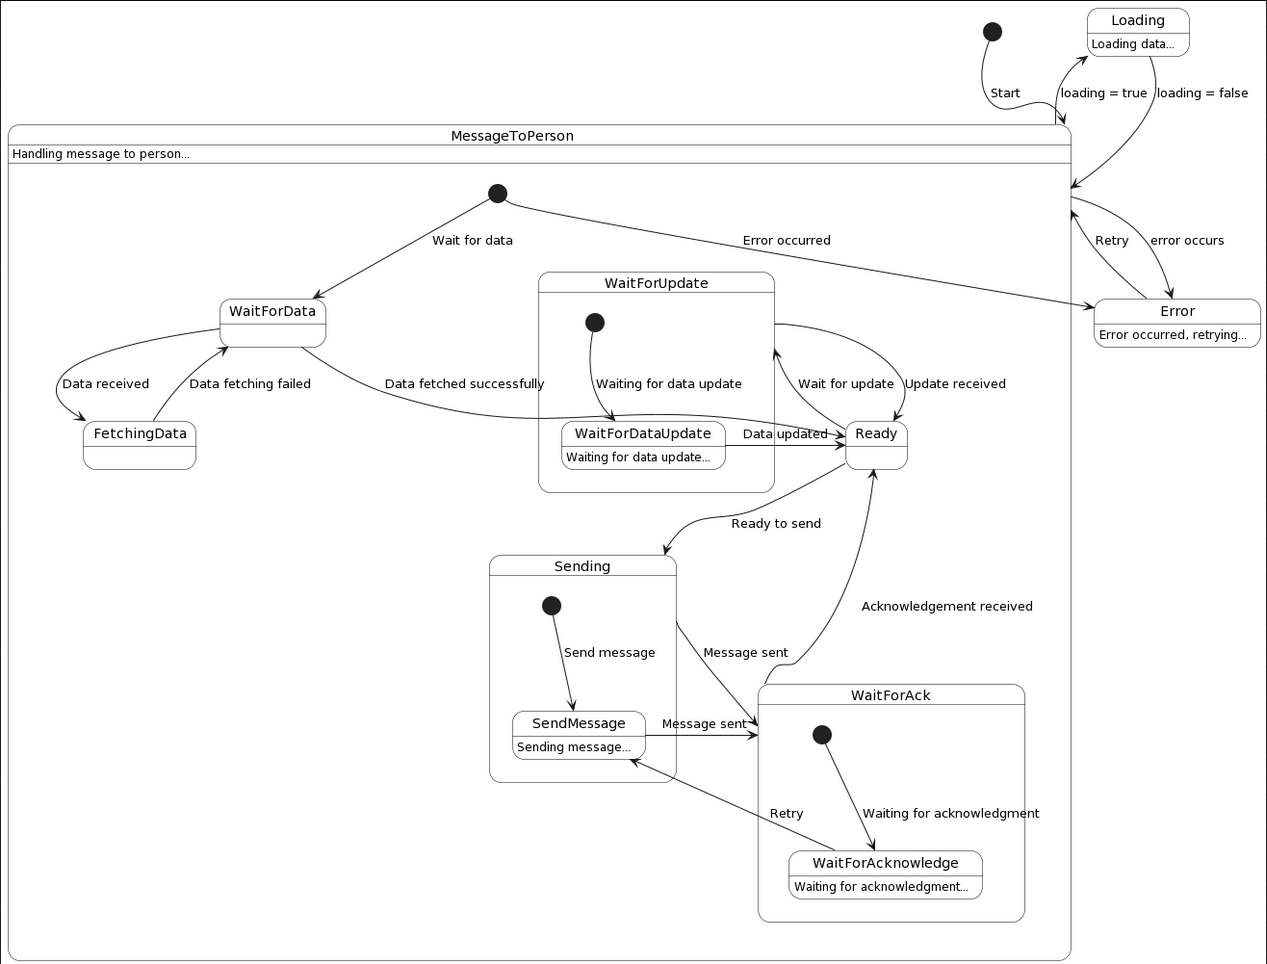 Loading
Loading data...
Start
loading = true
loading = false
MessageToPerson
Handling message to person...
Wait for data
Error occurred
Retry
error occurs
WaitForUpdate
WaitForData
Error
Error occurred, retrying...
Data received
Data fetching failed
Data fetched successfully
Waiting for data update
Wait for update
Update received
FetchingData
WaitForDataUpdate
Waiting for data update...
Data updated
Ready
Ready to send
Sending
Acknowledgement received
Send message
Message sent
WaitForAck
SendMessage
Sending message...
Message sent
Retry
Waiting for acknowledgment
WaitForAcknowledge
Waiting for acknowledgment...